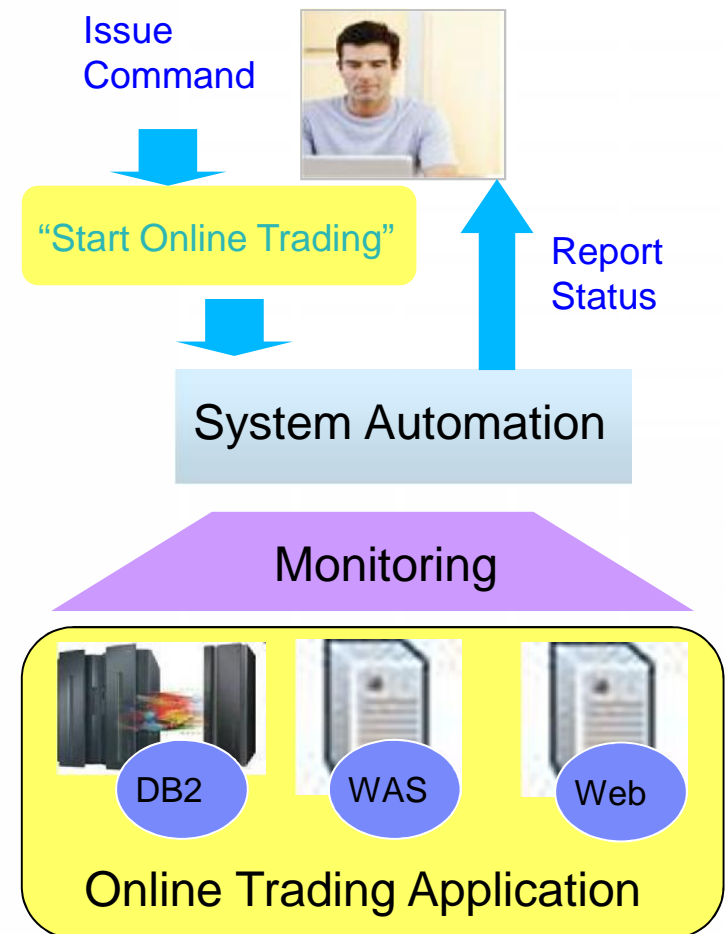 Issue
Command
“Start Online Trading”
Report
Status
System Automation
Monitoring
DB2
WAS
Web
Online Trading Application